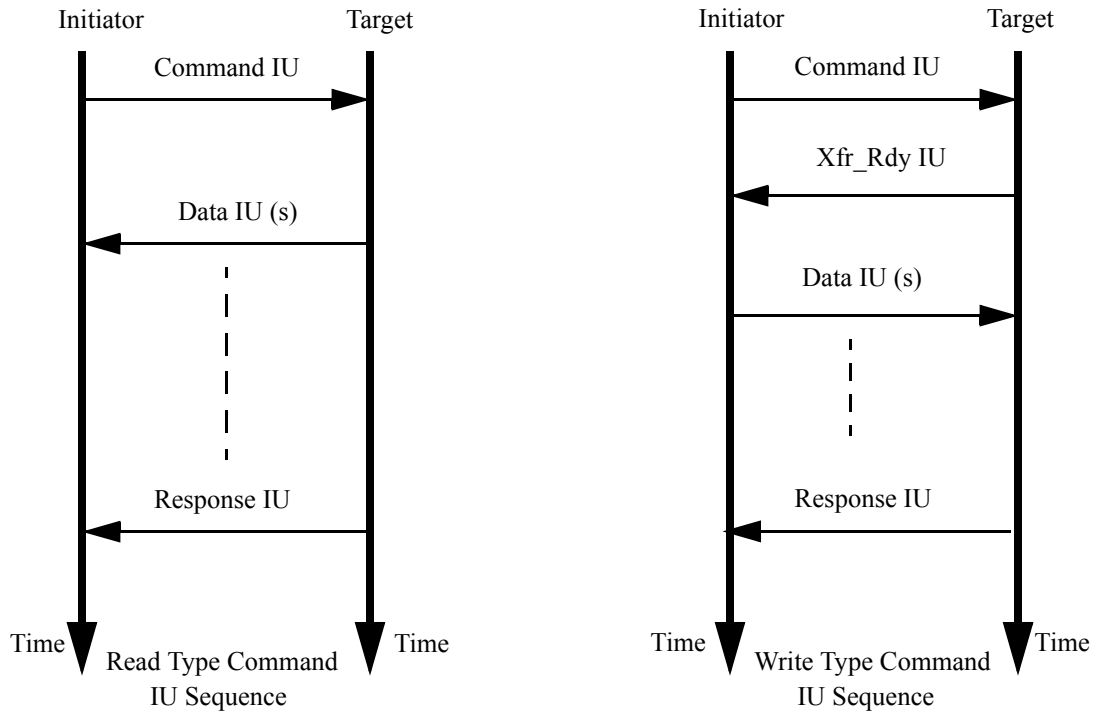 Initiator
Target
Command IU
Data IU (s)
Response IU
Time
Time
Read Type Command
IU Sequence
Initiator
Target
Command IU
Xfr_Rdy IU
Data IU (s)
Response IU
Time
Time
Write Type Command
IU Sequence